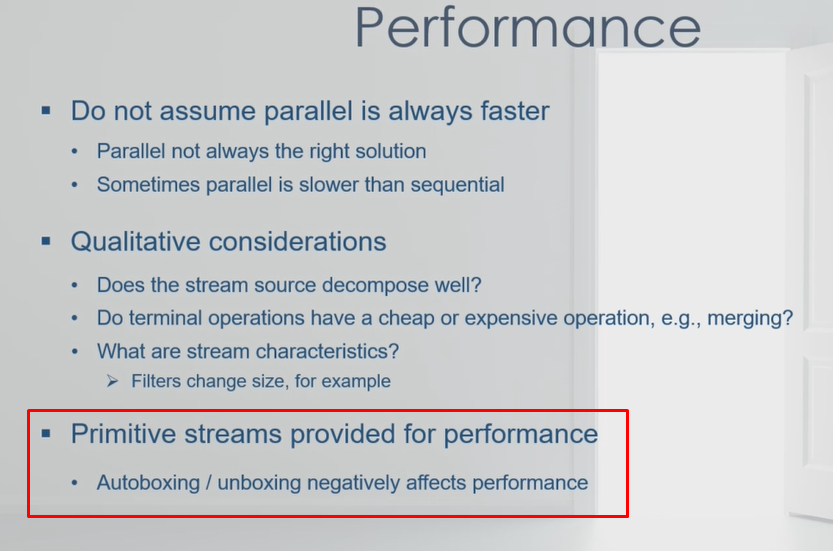 Performance
▪ Do not assume parallel is always faster
• Parallel not always the right solution
• Sometimes parallel is slower than sequential
▪ Qualitative considerations
• Does the stream source decompose well?
• Do terminal operations have a cheap or expensive operation, e.g., merging?
• What are stream characteristics?
➢ Filters change size, for example
▪ Primitive streams provided for performance
• Autoboxing / unboxing negatively affects performance